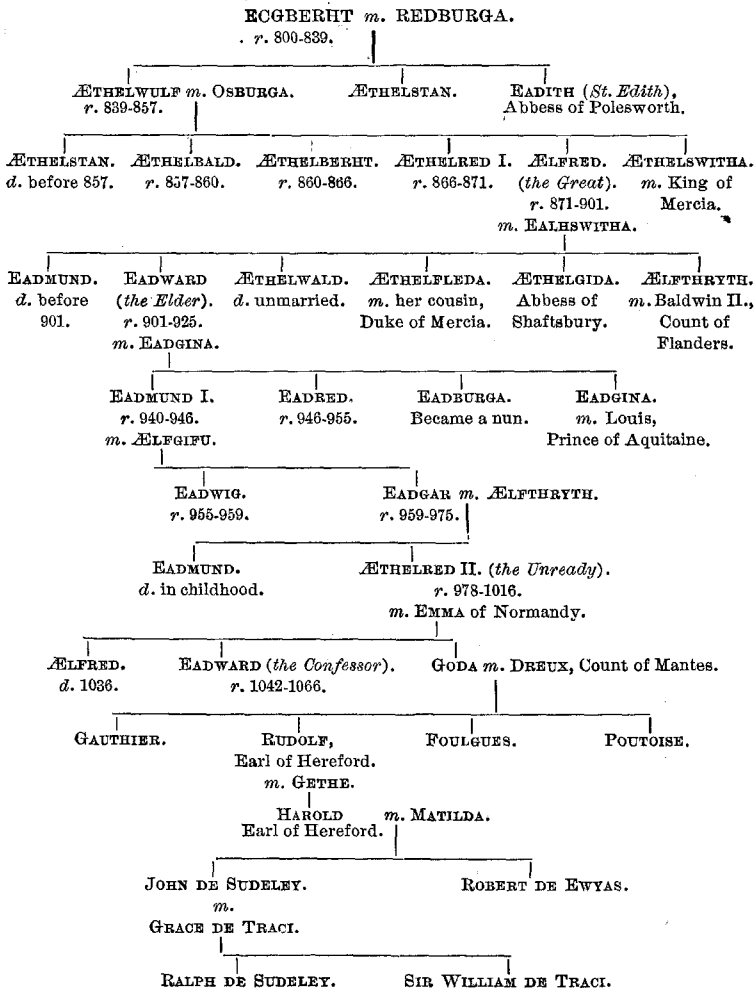 ECGBERHT m. REDBURGA.
r. 800-839.
ÆTHELWULF m. OSBURGA. ÆTHELSTAN. EADITH (St. Edith),
r. 839-857. Abbess of Polesworth.
ÆTHELSTAN. ÆTHELBALD. ÆTHELBERHT. ÆTHELRED I. ÆLFRED. ÆTHELSWITHA.
d. before 857. r. 857-860. r. 860-866. r. 866-871. (the Great). m. King of
r. 871-901. Mercia.
m. EALHSWITHA.
EADMUND. EADWARD ÆTHELWALD. ÆTHELFLEDA. ÆTHELGIDA. ÆLFTHRYTH.
d. before (the Elder). d. unmarried. m. her cousin, Abbess of m. Baldwin II.,
901. r. 901-925. Duke of Mercia. Shaftsbury. Count of
m. EADGINA. Flanders.
EADMUND I. EADRED. EADBURGA. EADGINA.
r. 940-946. r. 946-955. Became a nun. m. Louis,
m. ÆLFGIFU. Prince of Aquitaine.
EADWIG. EADGAR m. ÆLFTHRYTH.
r. 955-959. r. 959-975.
EADMUND. ÆTHELRED II. (the Unready).
d. in childhood. r. 978-1016.
m. EMMA of Normandy.
ÆLFRED. EADWARD (the Confessor). GODA m. DREUX, Count of Mantes.
d. 1036. r. 1042-1066.
GAUTHIER. RUDOLF, FOULGUES. POUTOISE.
Earl of Hereford.
m. GETHE.
HAROLD m. MATILDA.
Earl of Hereford.
JOHN DE SUDELEY. ROBERT DE EWYAS.
m.
GRACE DE TRACI.
RALPH DE SUDELEY. SIR WILLIAM DE TRACI.